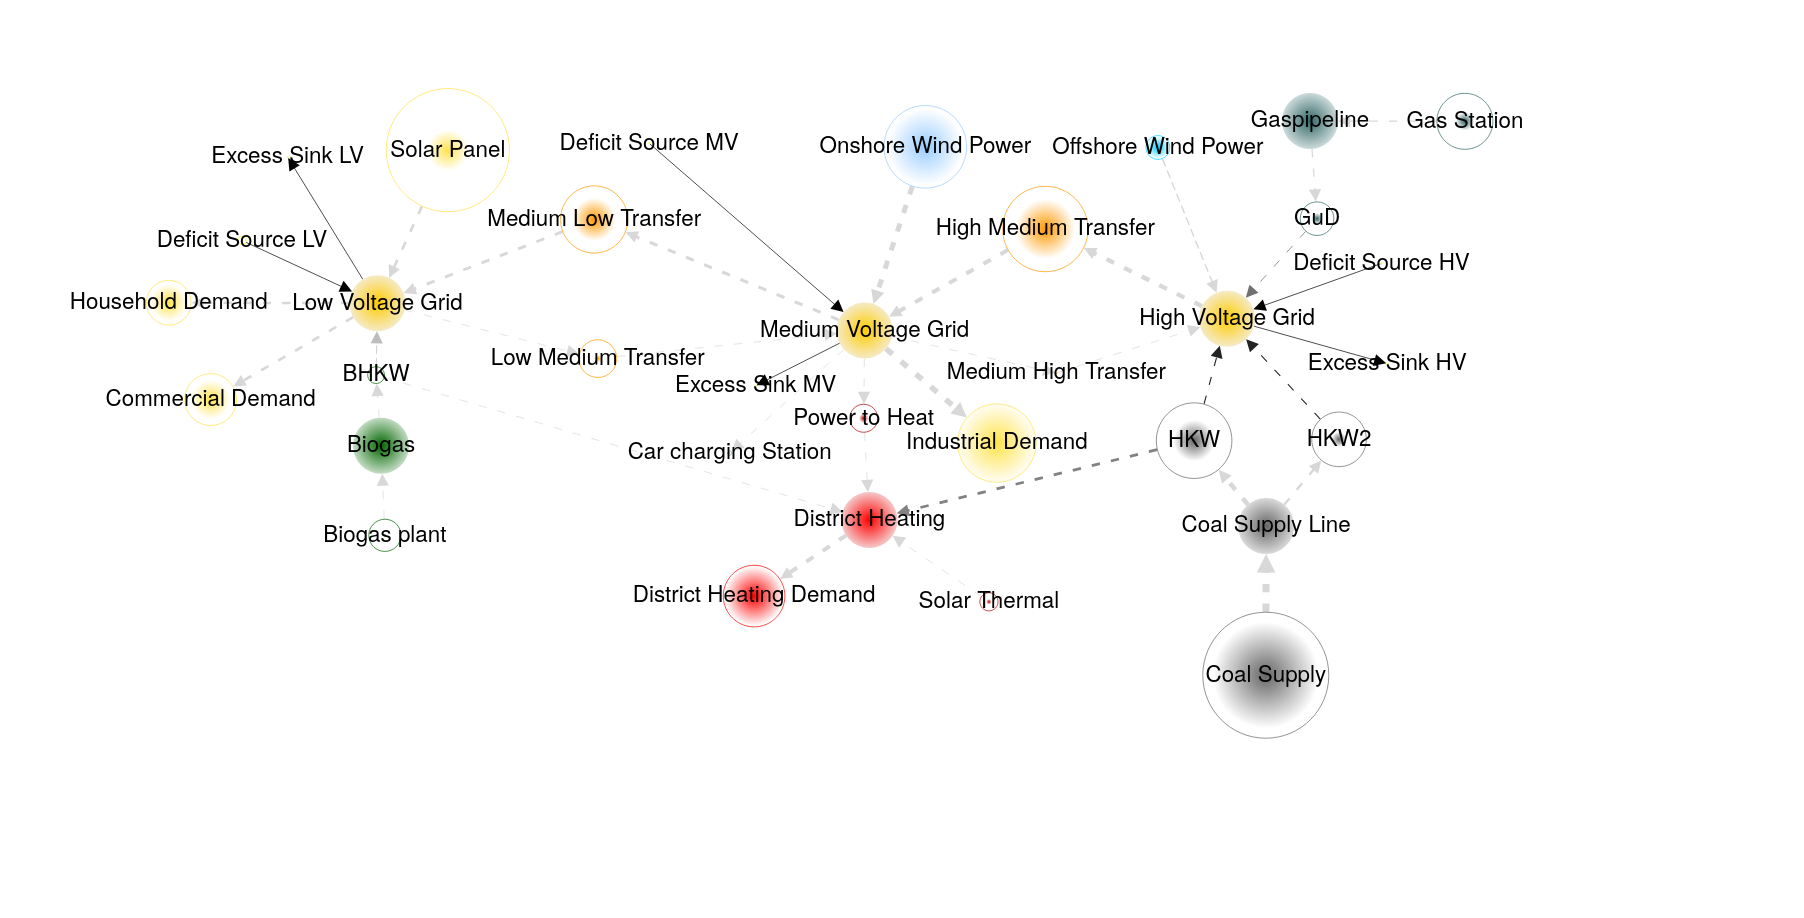 Gaspipeline
Gas Station
Deficit Source MV
Onshore Wind Power
Offshore Wind Power
Solar Panel
Excess Sink LV
Medium Low Transfer
GuD
High Medium Transfer
Deficit Source LV
Deficit Source HV
Household Demand
Low Voltage Grid
High Voltage Grid
Medium Voltage Grid
Low Medium Transfer
Excess Sink HV
BHKW
Medium High Transfer
Excess Sink MV
Commercial Demand
Power to Heat
HKW
HKW2
Industrial Demand
Biogas
Car charging Station
District Heating
Coal Supply Line
Biogas plant
District Heating Demand
Solar Thermal
Coal Supply